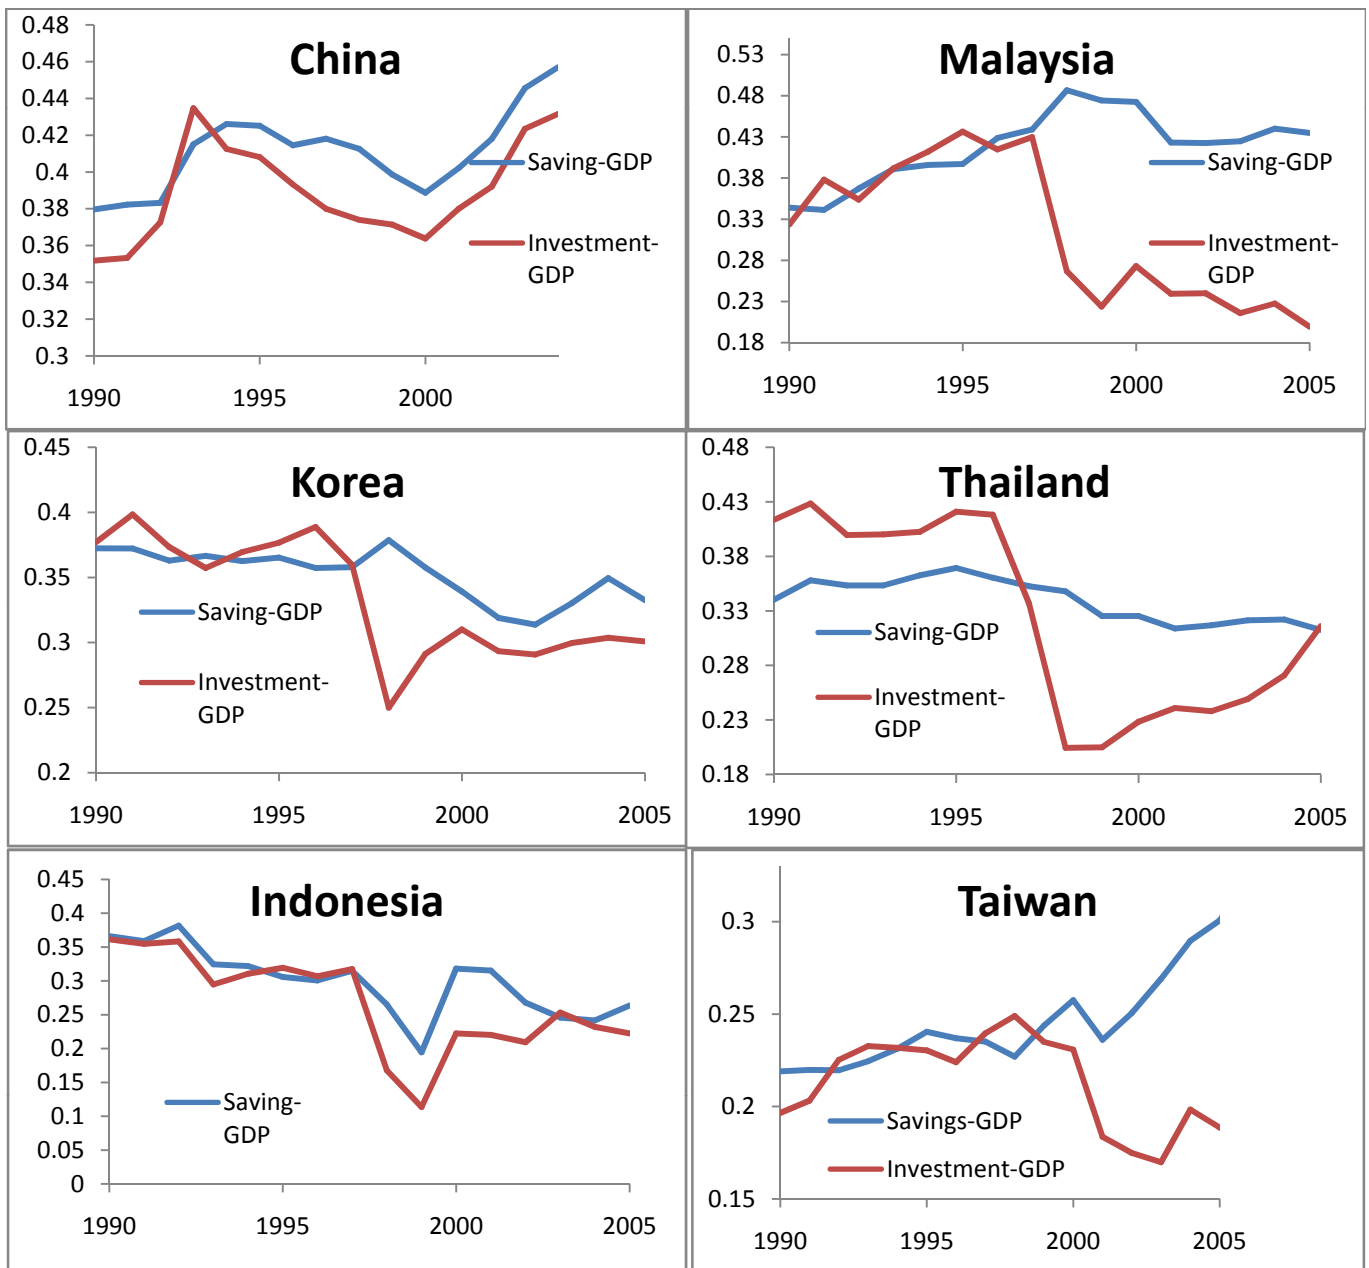 China
0.48
0.46
0.44
0.42
0.4
0.38
0.36
0.34
0.32
0.3
Saving-GDP
Investment-
GDP
1990 1995 2000
Malaysia
0.53
0.48
0.43
0.38
0.33
0.28
0.23
0.18
Saving-GDP
Investment-
GDP
1990 1995 2000 2005
Korea
0.45
0.4
0.35
0.3
0.25
0.2
Saving-GDP
Investment-
GDP
1990 1995 2000 2005
Thailand
0.48
0.43
0.38
0.33
0.28
0.23
0.18
Saving-GDP
Investment-
GDP
1990 1995 2000 2005
Indonesia
0.45
0.4
0.35
0.3
0.25
0.2
0.15
0.1
0.05
0
Saving-
GDP
1990 1995 2000 2005
Taiwan
0.3
0.25
0.2
0.15
Savings-GDP
Investment-GDP
1990 1995 2000 2005